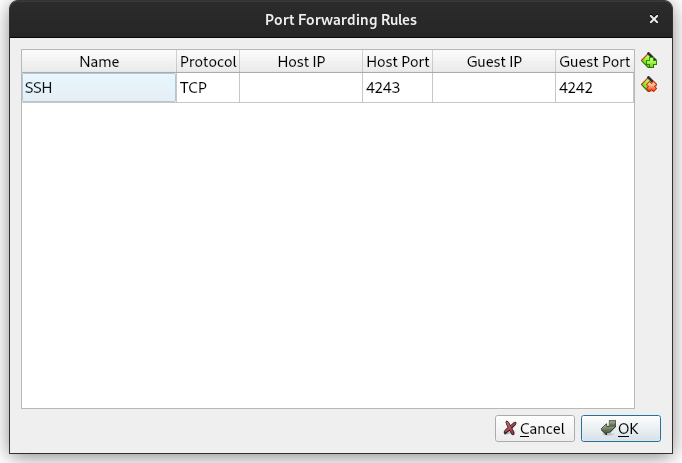 Port Forwarding Rules
Name Protocol Host IP Host Port Guest IP Guest Port
SSH TCP 4243 4242
Cancel OK